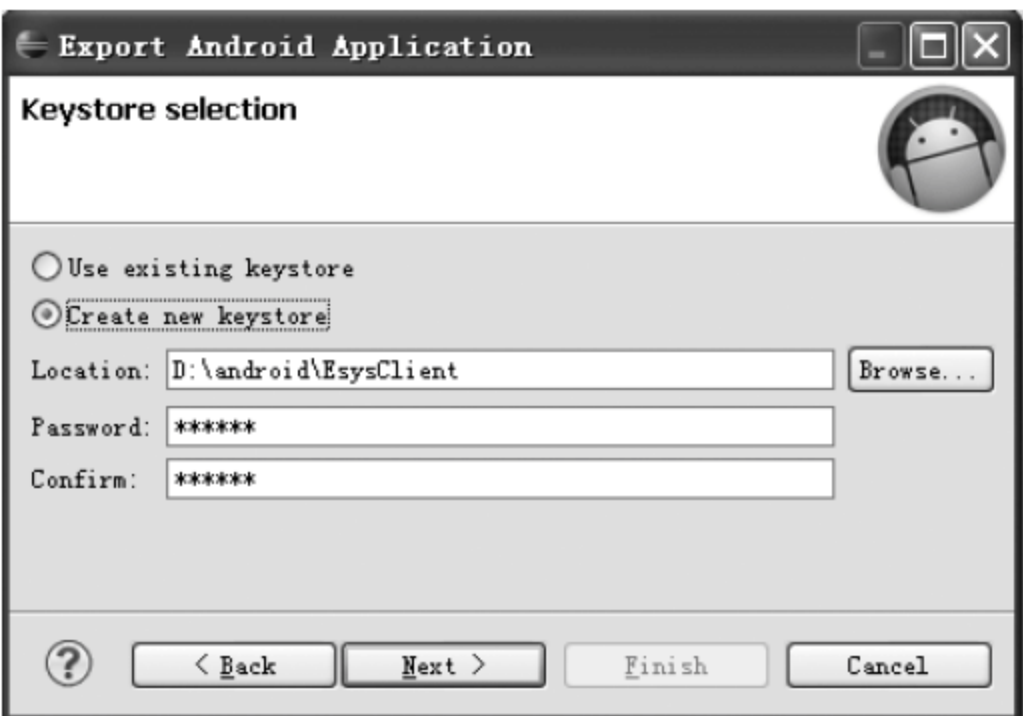 Export Android Application
Keystore selection
Use existing keystore
Create new keystore
Location: D:\android\EsysClient Browse...
Password: ******
Confirm: ******
? < Back Next > Finish Cancel